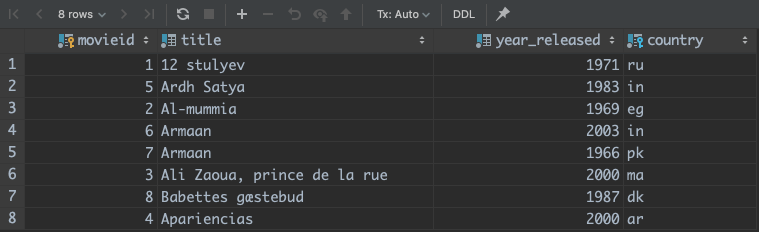 8 rows Tx: Auto DDL
movieid title year_released country
1 1 12 stulyev 1971 ru
2 5 Ardh Satya 1983 in
3 2 Al-mummia 1969 eg
4 6 Armaan 2003 in
5 7 Armaan 1966 pk
6 3 Ali Zaoua, prince de la rue 2000 ma
7 8 Babettes gæstebud 1987 dk
8 4 Apariencias 2000 ar